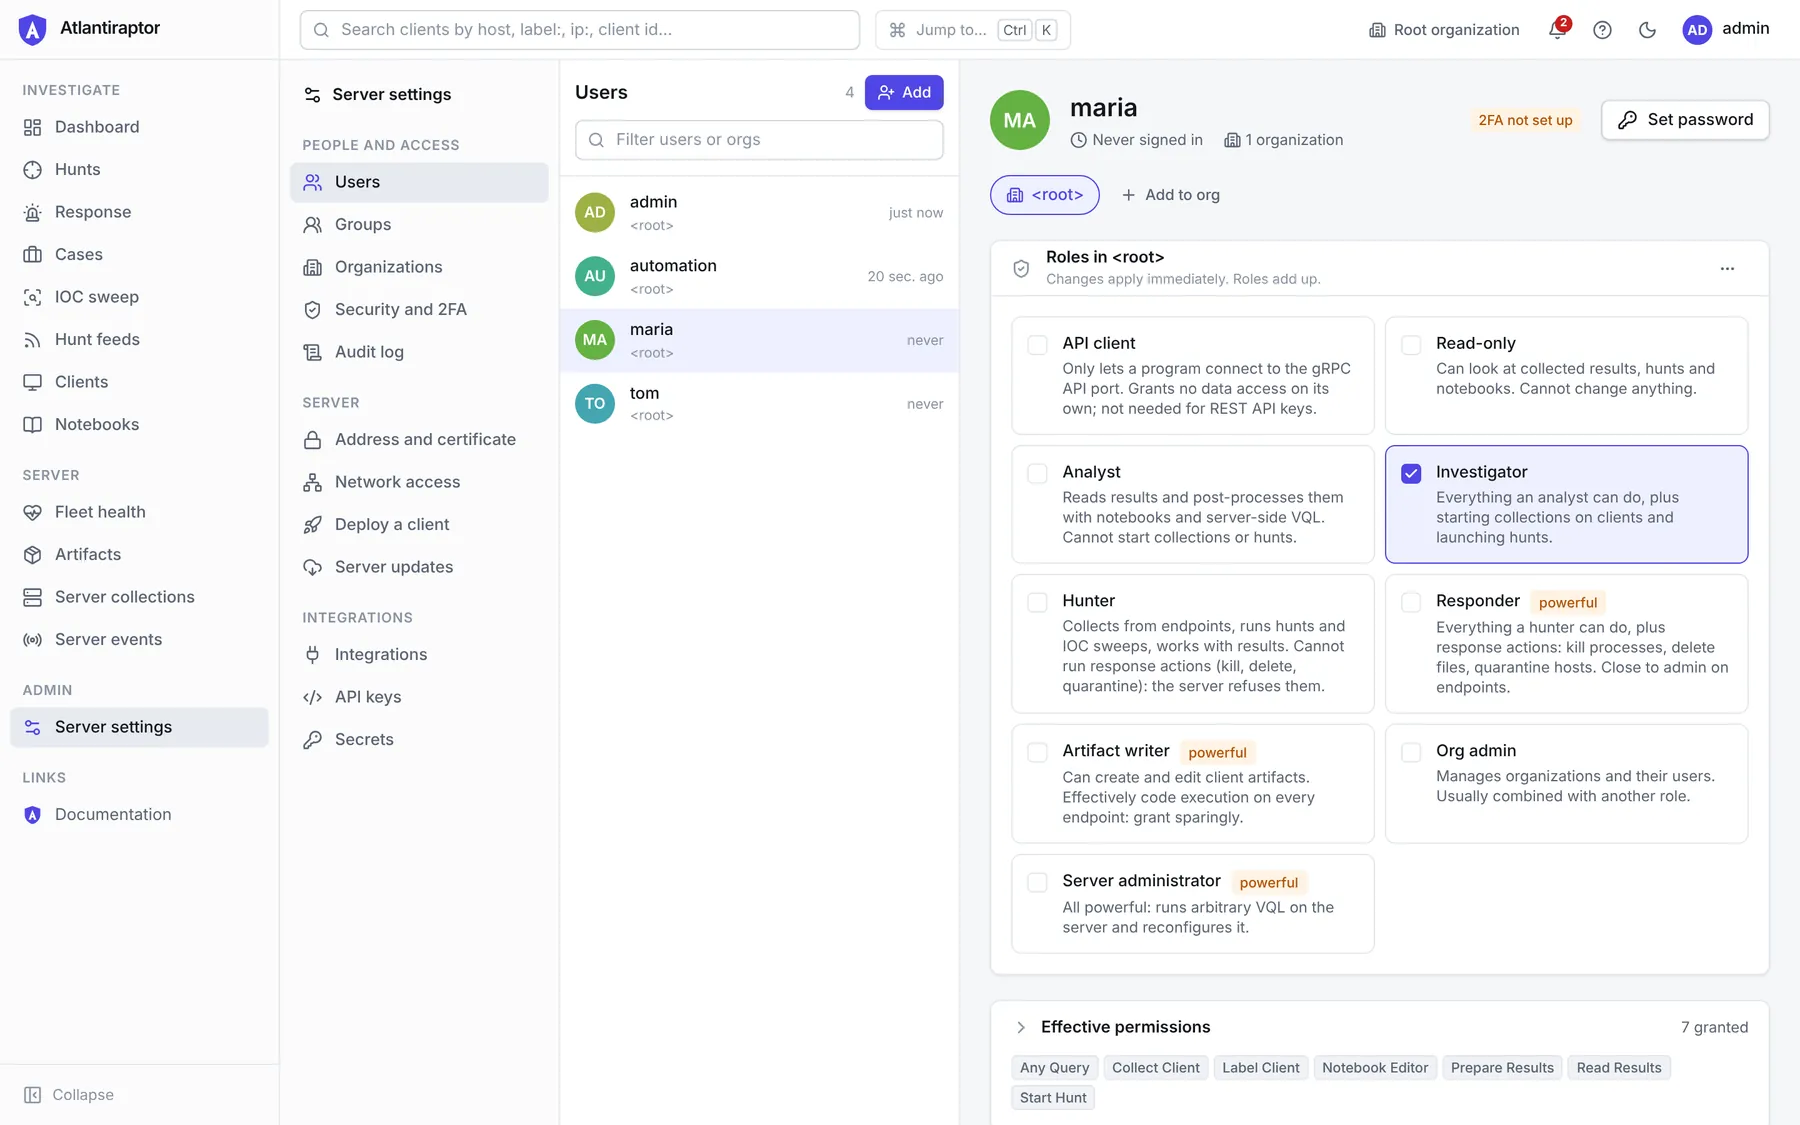 Atlantiraptor
Search clients by host, label:, ip:, client id...
Jump to... Ctrl K
Root organization
2
AD admin
INVESTIGATE
Dashboard
Hunts
Response
Cases
IOC sweep
Hunt feeds
Clients
Notebooks
SERVER
Fleet health
Artifacts
Server collections
Server events
ADMIN
Server settings
LINKS
Documentation
Collapse
Server settings
PEOPLE AND ACCESS
Users
Groups
Organizations
Security and 2FA
Audit log
SERVER
Address and certificate
Network access
Deploy a client
Server updates
INTEGRATIONS
Integrations
API keys
Secrets
Users 4 Add
Filter users or orgs
AD admin just now
<root>
AU automation 20 sec. ago
<root>
MA maria never
<root>
TO tom never
<root>
MA maria
Never signed in 1 organization
2FA not set up Set password
<root> + Add to org
Roles in <root>
Changes apply immediately. Roles add up.
API client
Only lets a program connect to the gRPC
API port. Grants no data access on its
own; not needed for REST API keys.
Read-only
Can look at collected results, hunts and
notebooks. Cannot change anything.
Analyst
Reads results and post-processes them
with notebooks and server-side VQL.
Cannot start collections or hunts.
Investigator
Everything an analyst can do, plus
starting collections on clients and
launching hunts.
Hunter
Collects from endpoints, runs hunts and
IOC sweeps, works with results. Cannot
run response actions (kill, delete,
quarantine): the server refuses them.
Responder powerful
Everything a hunter can do, plus
response actions: kill processes, delete
files, quarantine hosts. Close to admin on
endpoints.
Artifact writer powerful
Can create and edit client artifacts.
Effectively code execution on every
endpoint: grant sparingly.
Org admin
Manages organizations and their users.
Usually combined with another role.
Server administrator powerful
All powerful: runs arbitrary VQL on the
server and reconfigures it.
Effective permissions 7 granted
Any Query Collect Client Label Client Notebook Editor Prepare Results Read Results
Start Hunt